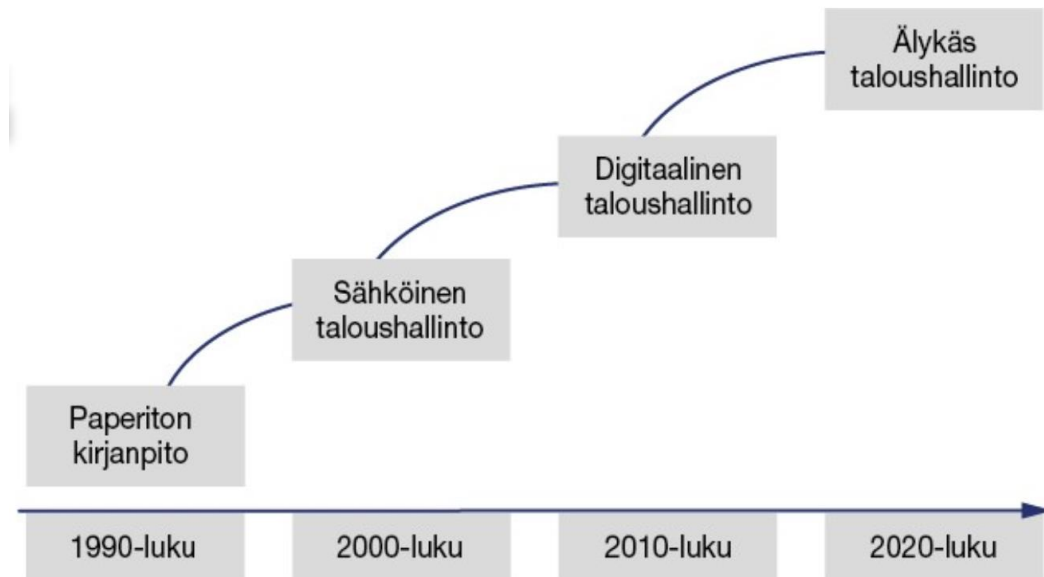 Älykäs
taloushallinto
Digitaalinen
taloushallinto
Sähköinen
taloushallinto
Paperiton
kirjanpito
1990-luku
2000-luku
2010-luku
2020-luku